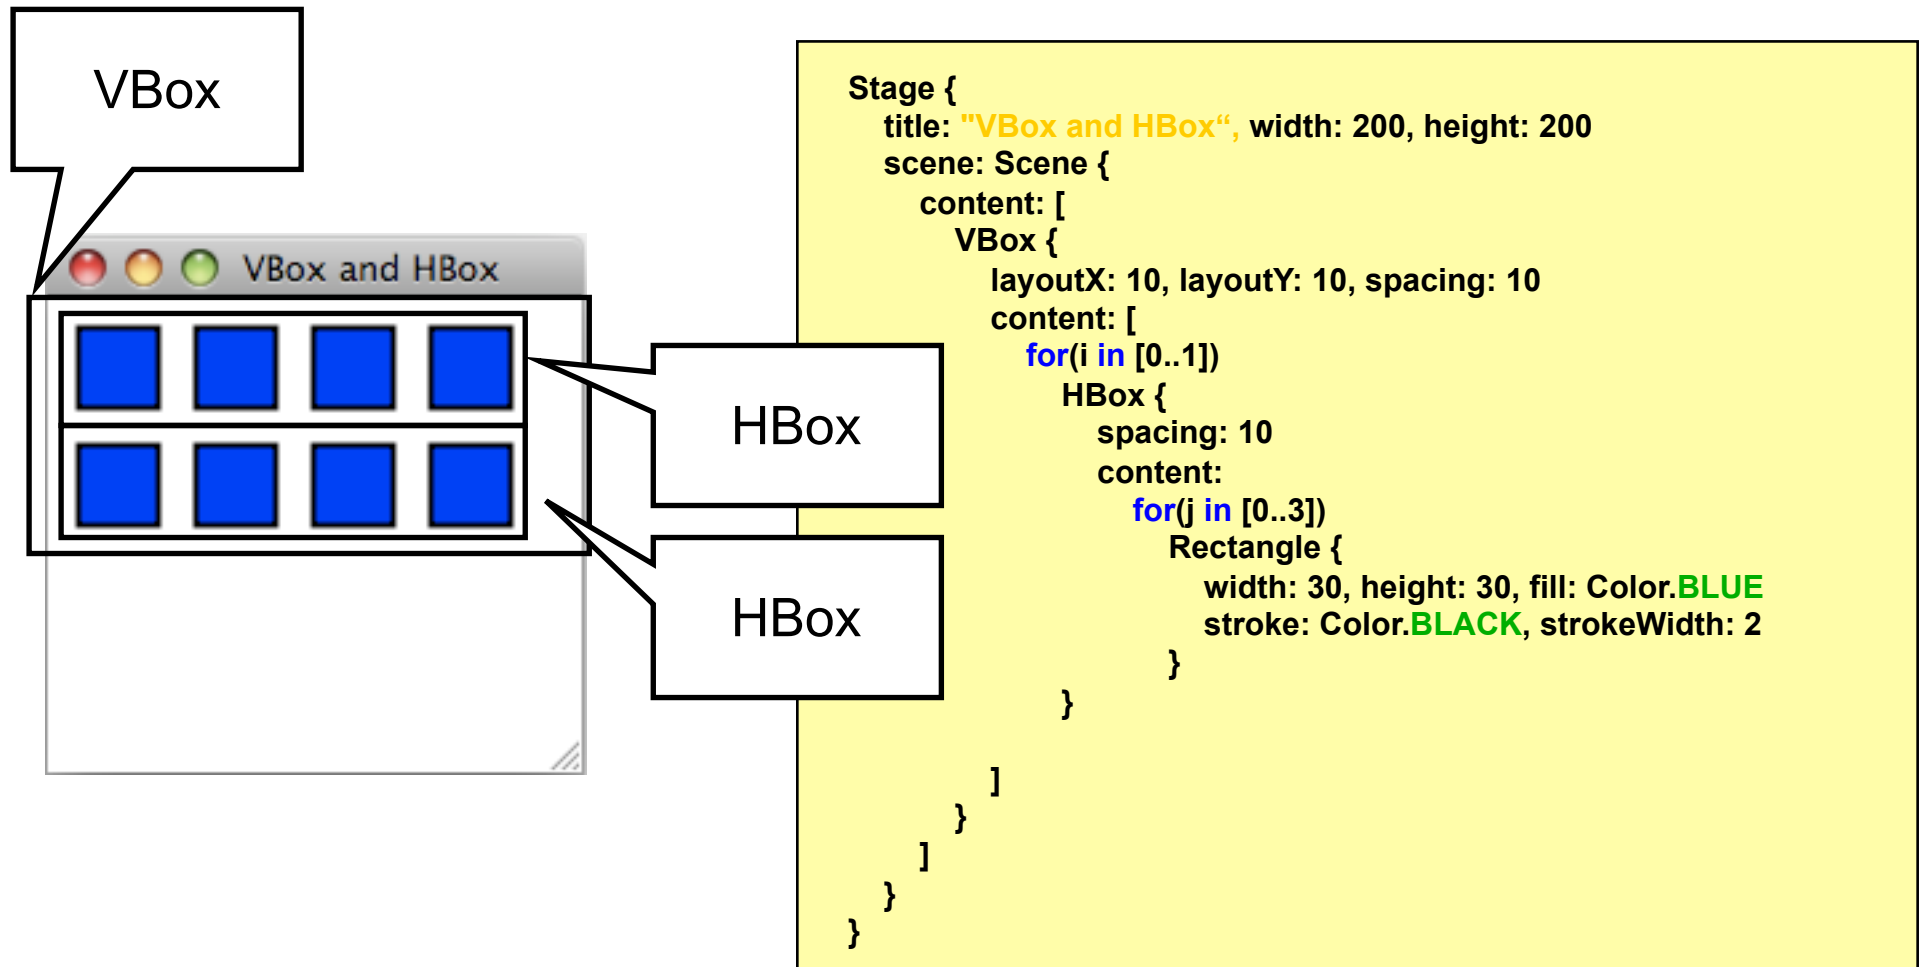 VBox
VBox and HBox
HBox
HBox
Stage {
title: "VBox and HBox“, width: 200, height: 200
scene: Scene {
content: [
VBox {
layoutX: 10, layoutY: 10, spacing: 10
content: [
for(i in [0..1])
HBox {
spacing: 10
content:
for(j in [0..3])
Rectangle {
width: 30, height: 30, fill: Color.BLUE
stroke: Color.BLACK, strokeWidth: 2
}
}
]
}
]
}
}